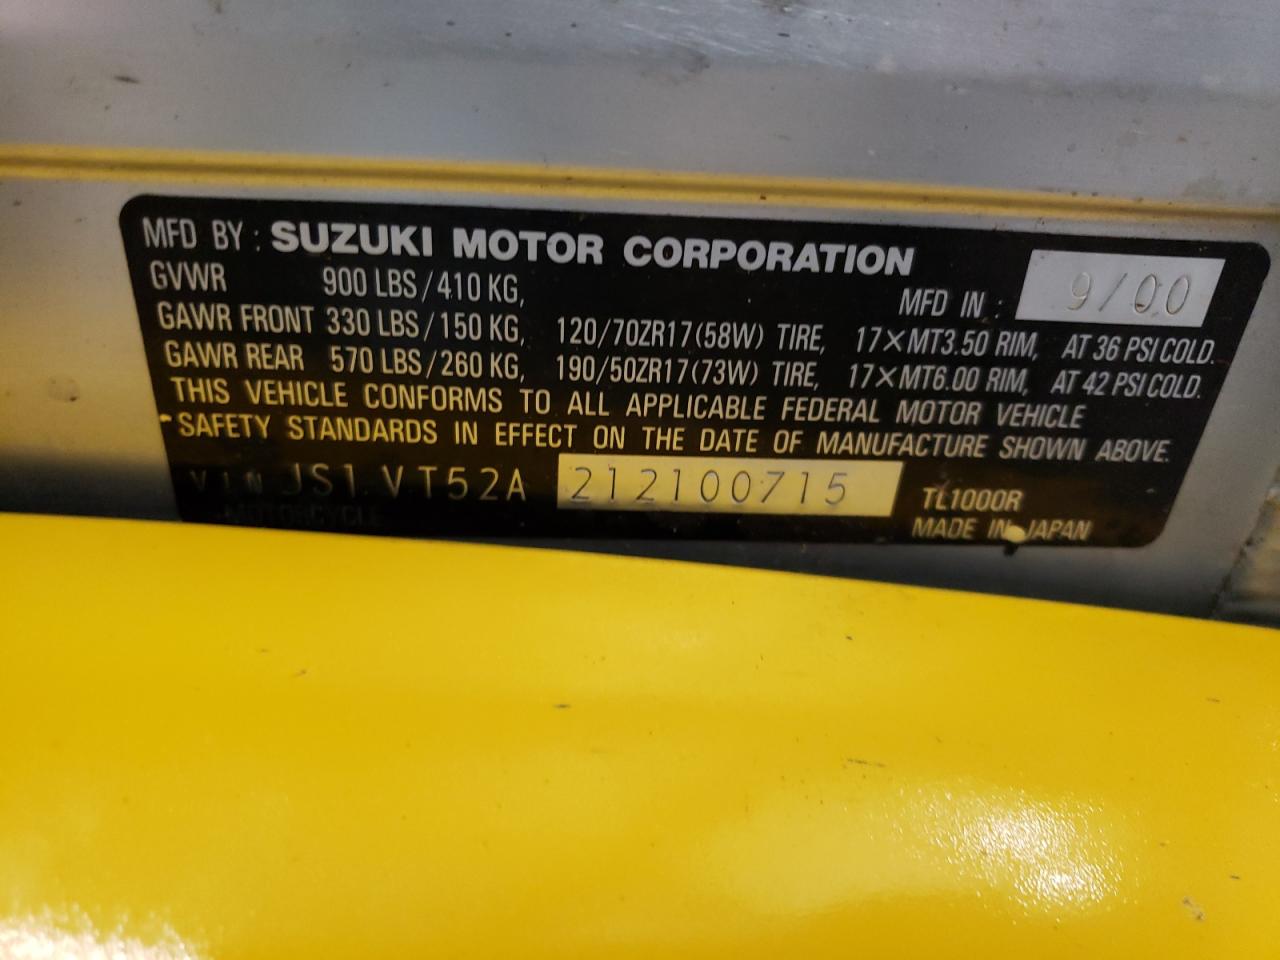 MFD BY : SUZUKI MOTOR CORPORATION
GVWR 900 LBS/410 KG, MFD IN : 9/00
GAWR FRONT 330 LBS/150 KG, 120/70ZR17(58W) TIRE, 17×MT3.50 RIM, AT 36 PSI COLD.
GAWR REAR 570 LBS/260 KG, 190/50ZR17(73W) TIRE, 17×MT6.00 RIM, AT 42 PSI COLD.
THIS VEHICLE CONFORMS TO ALL APPLICABLE FEDERAL MOTOR VEHICLE
SAFETY STANDARDS IN EFFECT ON THE DATE OF MANUFACTURE SHOWN ABOVE.
VIN JS1VT52A 212100715 TL1000R
MOTORCYCLE MADE IN JAPAN